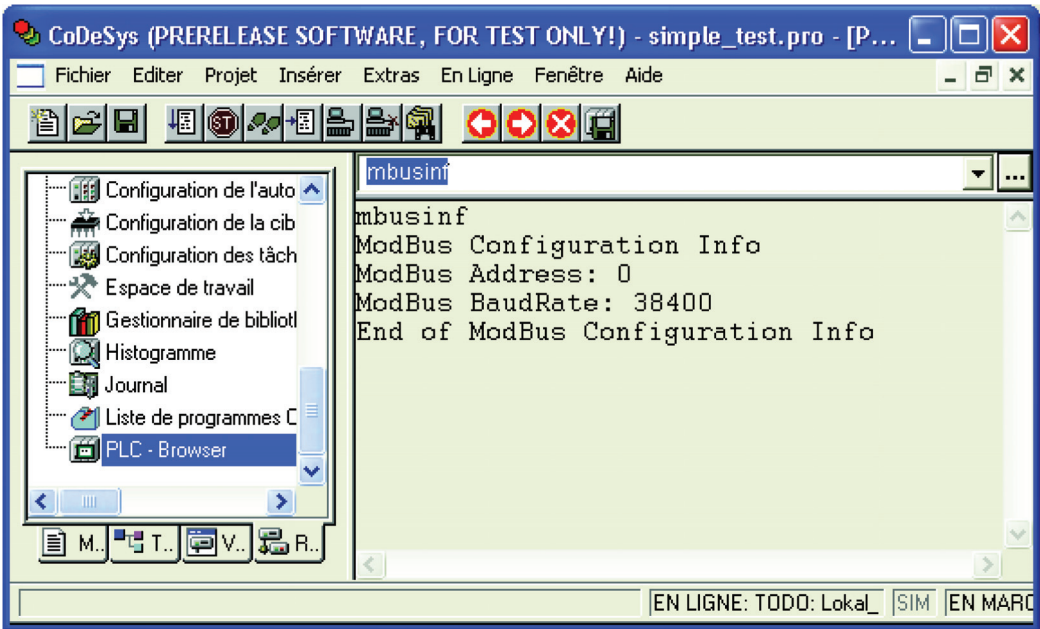 CoDeSys (PRERELEASE SOFTWARE, FOR TEST ONLY!) - simple_test.pro - [P...
Fichier Editer Projet Insérer Extras En Ligne Fenêtre Aide
Configuration de l'auto
Configuration de la cib
Configuration des tâch
Espace de travail
Gestionnaire de bibliotl
Histogramme
Journal
Liste de programmes C
PLC - Browser
M.. T.. V.. R..
mbusinf
...
mbusinf
ModBus Configuration Info
ModBus Address: 0
ModBus BaudRate: 38400
End of ModBus Configuration Info
EN LIGNE: TODO: Lokal_ SIM EN MARC